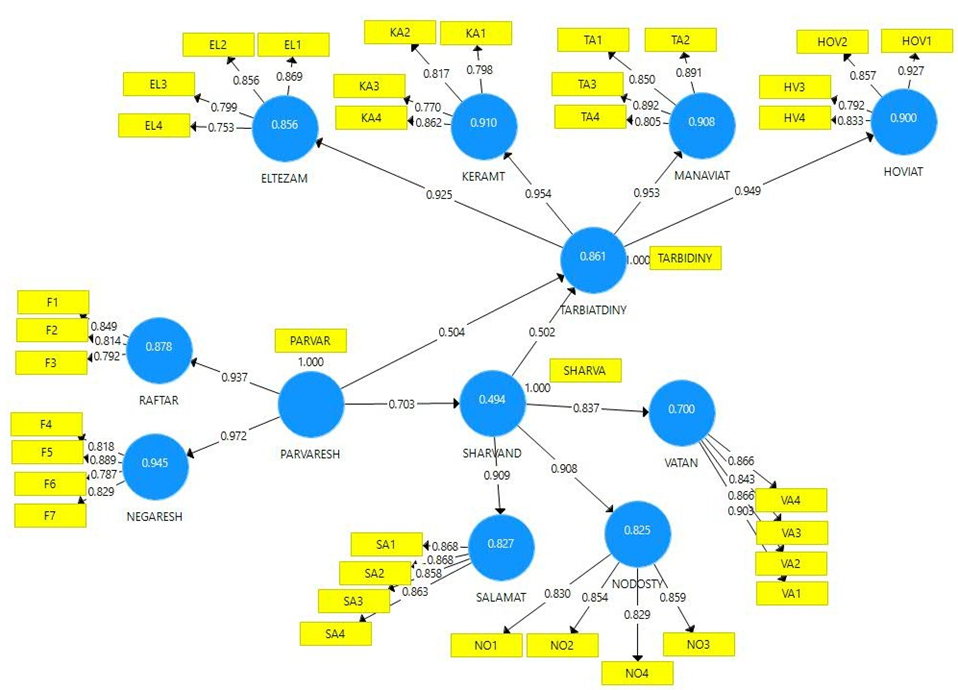 KA2
KA1
EL2
EL1
TA1
TA2
HOV2
HOV1
0.817
0.798
0.856
0.869
0.850
0.891
0.857
0.927
EL3
KA3
TA3
HV3
0.799
0.770
0.892
0.792
EL4
0.753
0.856
KA4
0.862
0.910
TA4
0.805
0.908
HV4
0.833
0.900
ELTEZAM
KERAMT
MANAVIAT
HOVIAT
0.925
0.954
0.953
0.949
0.861
1.000
TARBIDINY
TARBIATDINY
F1
0.849
F2
0.814
F3
0.792
0.878
RAFTAR
PARVAR
1.000
0.504
0.502
SHARVA
1.000
0.937
0.703
0.494
0.837
0.700
PARVARESH
SHARVAND
VATAN
0.972
F4
0.818
F5
0.889
F6
0.787
F7
0.829
0.945
NEGARESH
0.909
0.908
0.866
0.843
0.866
0.903
VA4
VA3
VA2
VA1
SA1
0.868
SA2
0.868
SA3
0.858
SA4
0.863
0.827
SALAMAT
0.825
NODOSTY
0.830
0.854
0.829
0.859
NO1
NO2
NO4
NO3